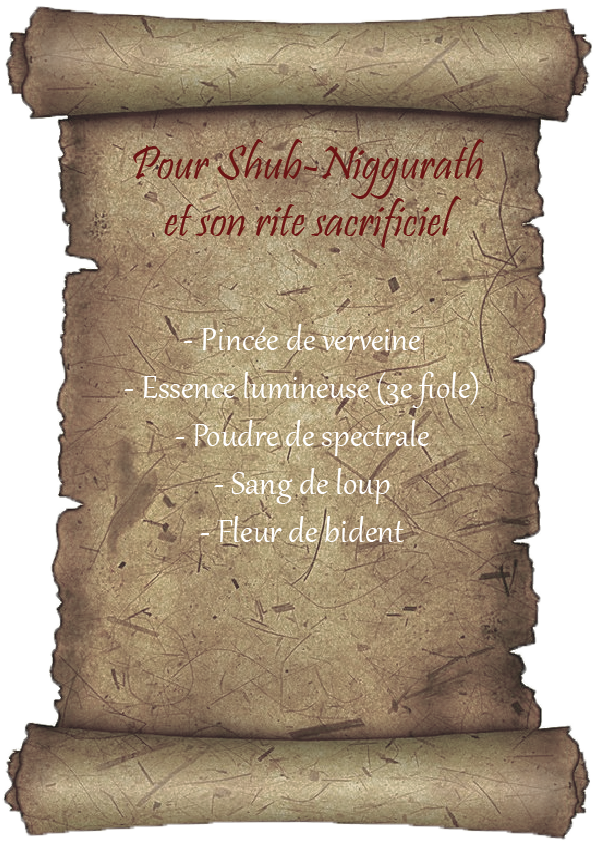 Pour Shub-Niggurath
et son rite sacrificiel
- Pincée de verveine
- Essence lumineuse (3e fiole)
- Poudre de spectrale
- Sang de loup
- Fleur de bident